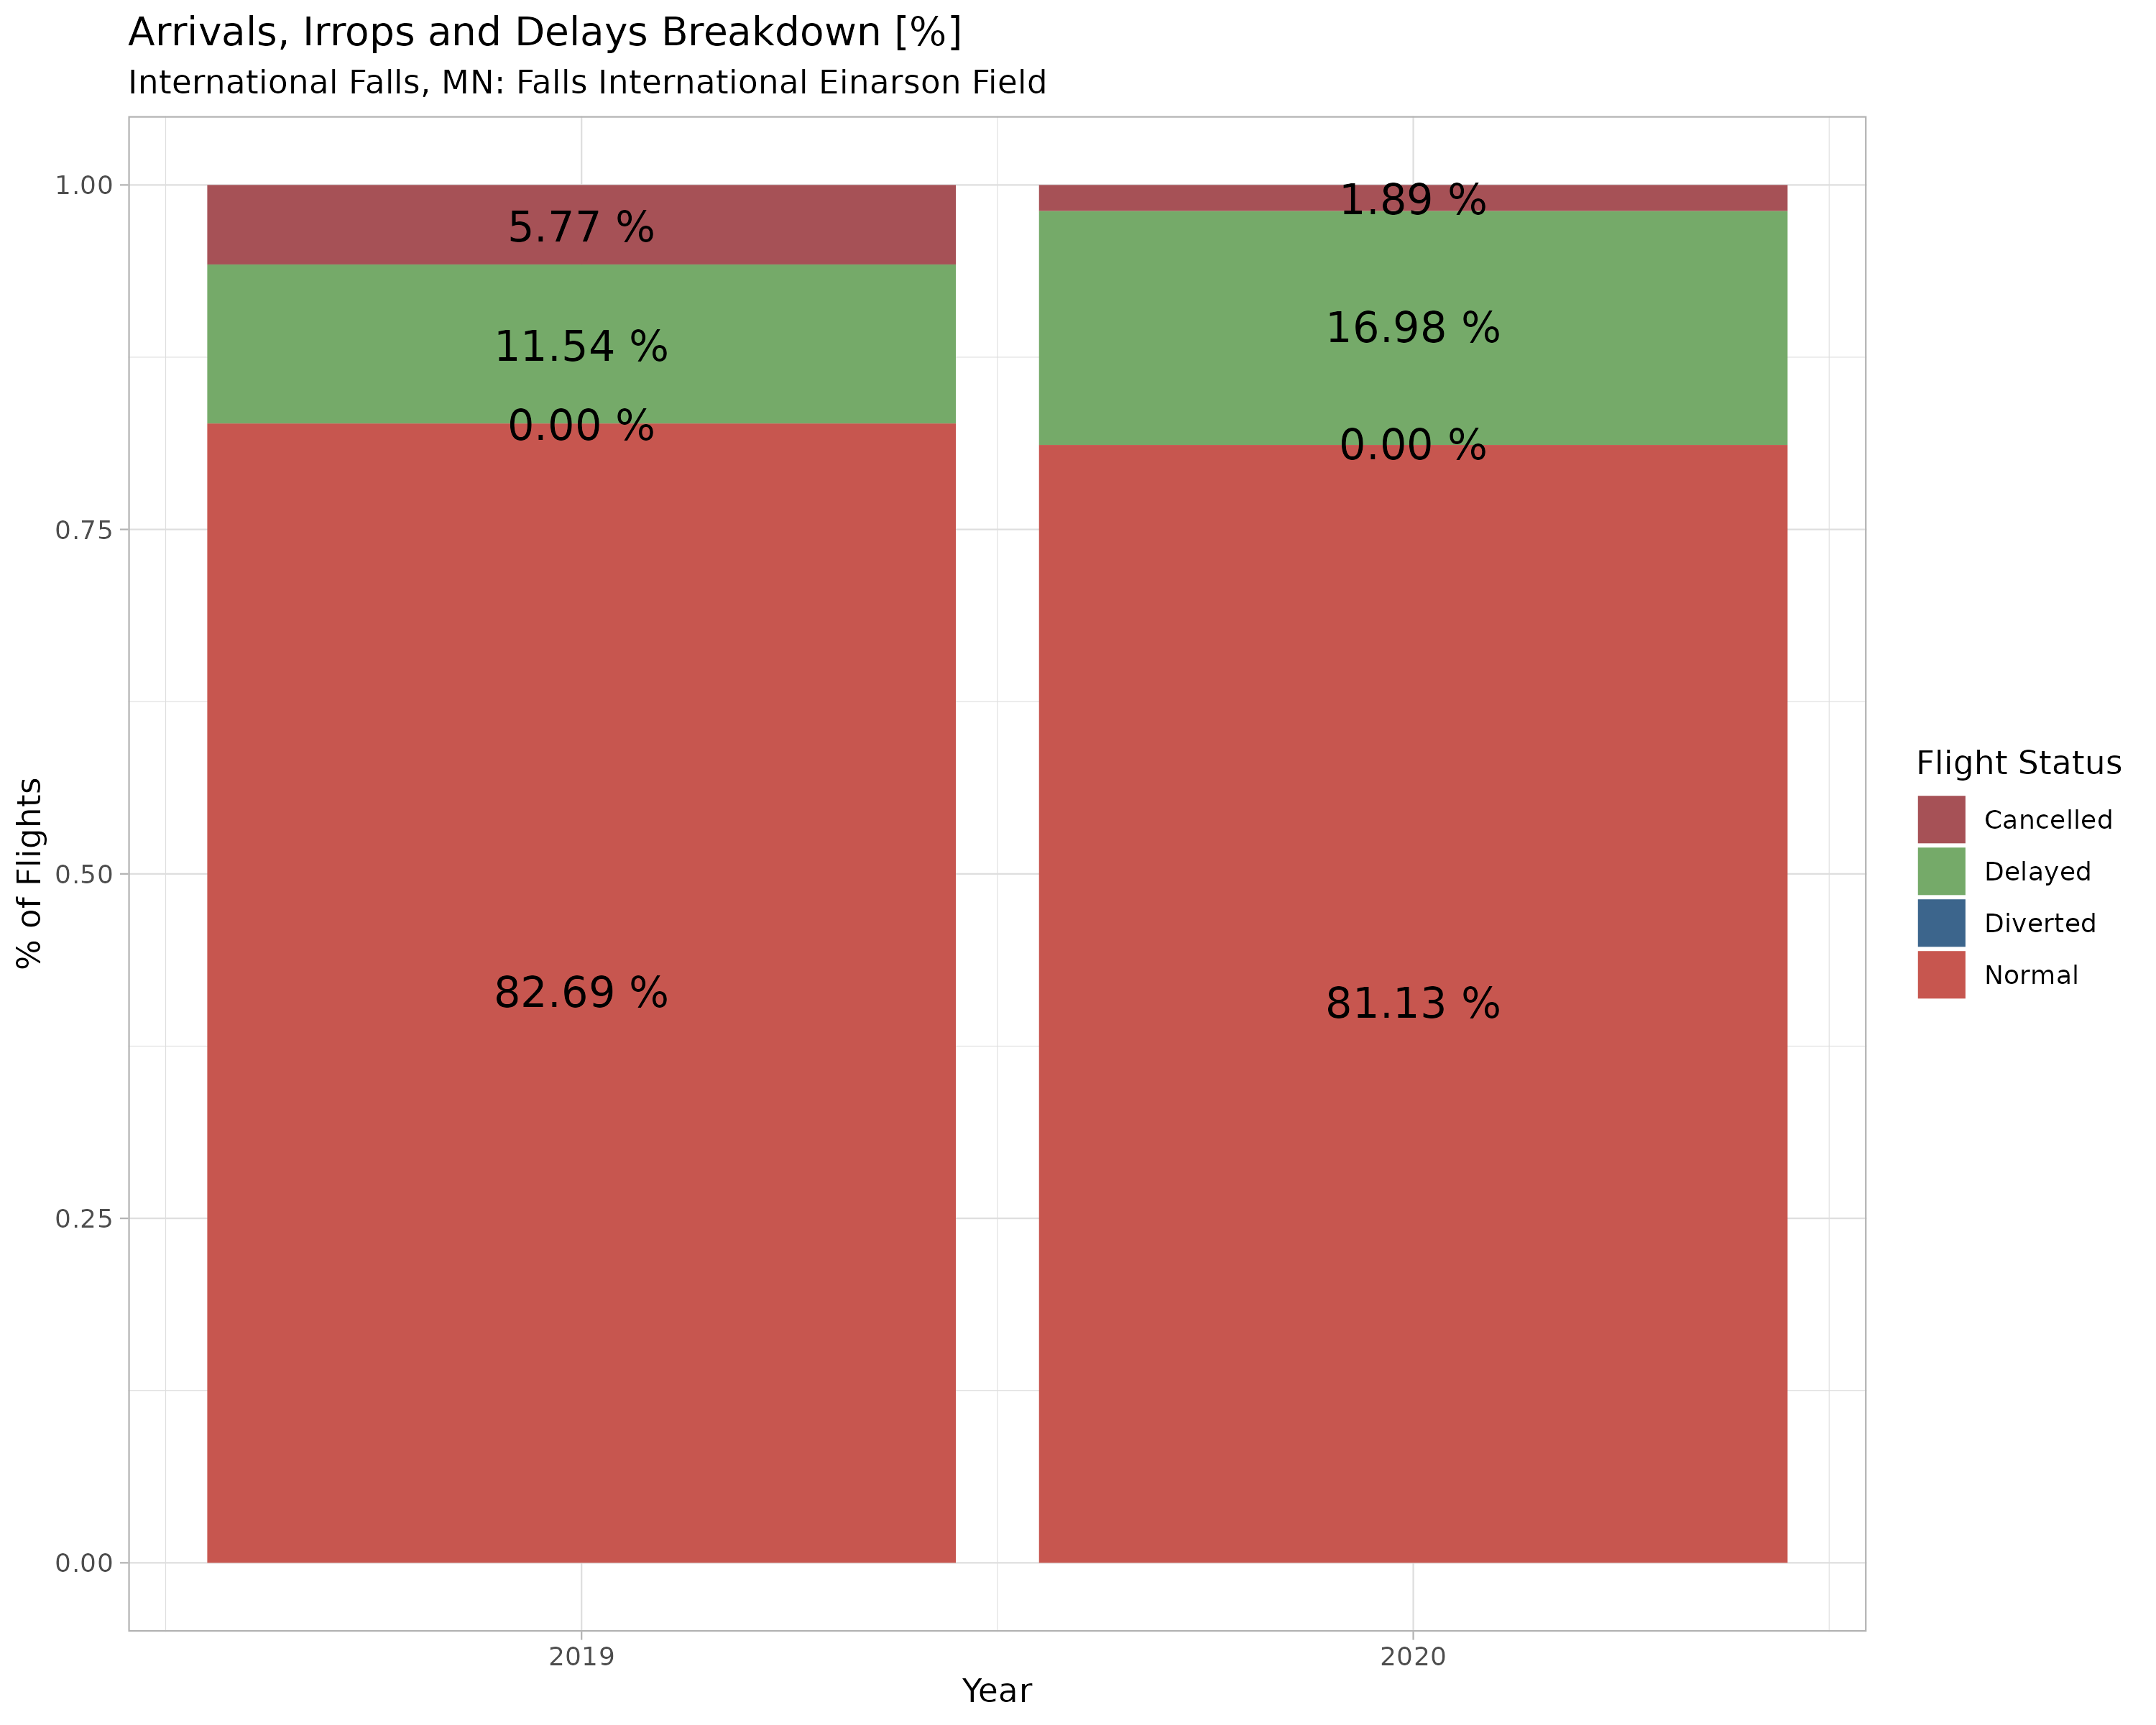 Arrivals, Irrops and Delays Breakdown [%]
International Falls, MN: Falls International Einarson Field
% of Flights
1.00
0.75
0.50
0.25
0.00
5.77 %
11.54 %
0.00 %
82.69 %
1.89 %
16.98 %
0.00 %
81.13 %
2019
2020
Year
Flight Status
Cancelled
Delayed
Diverted
Normal